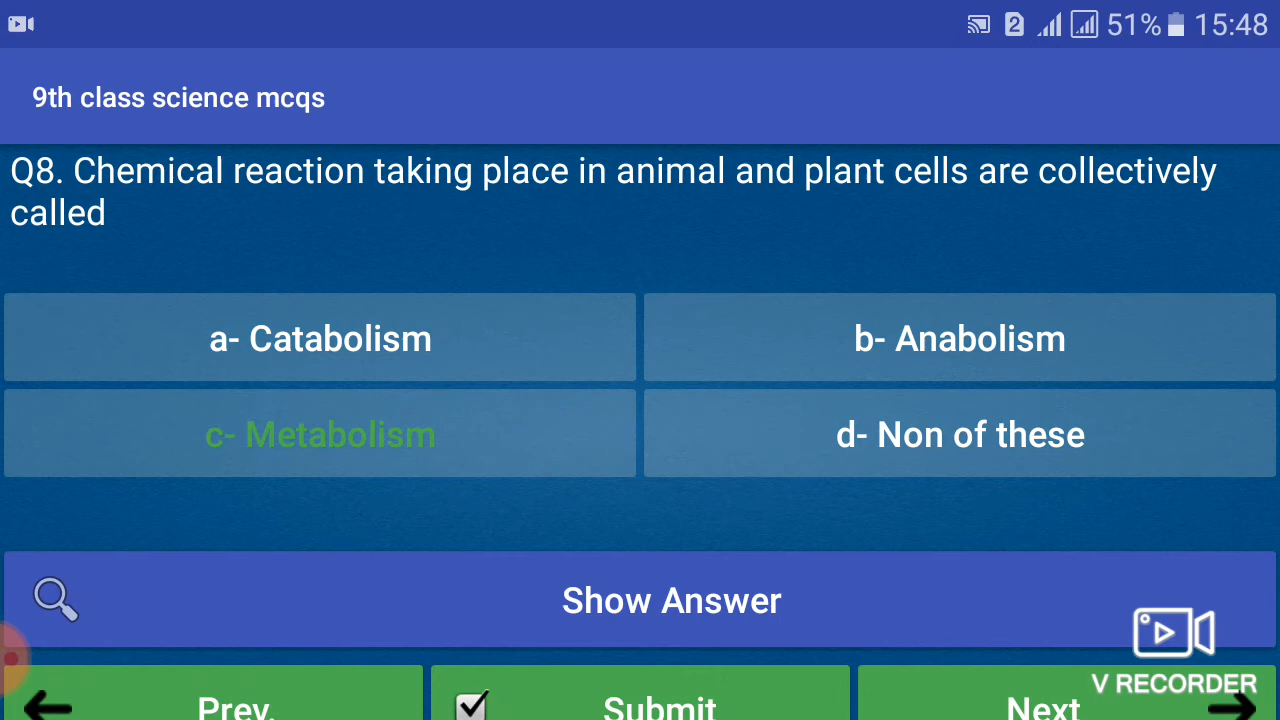 2 51% 15:48
9th class science mcqs
Q8. Chemical reaction taking place in animal and plant cells are collectively
called
a- Catabolism b- Anabolism
c- Metabolism d- Non of these
Show Answer
V RECORDER
Prev. Submit Next